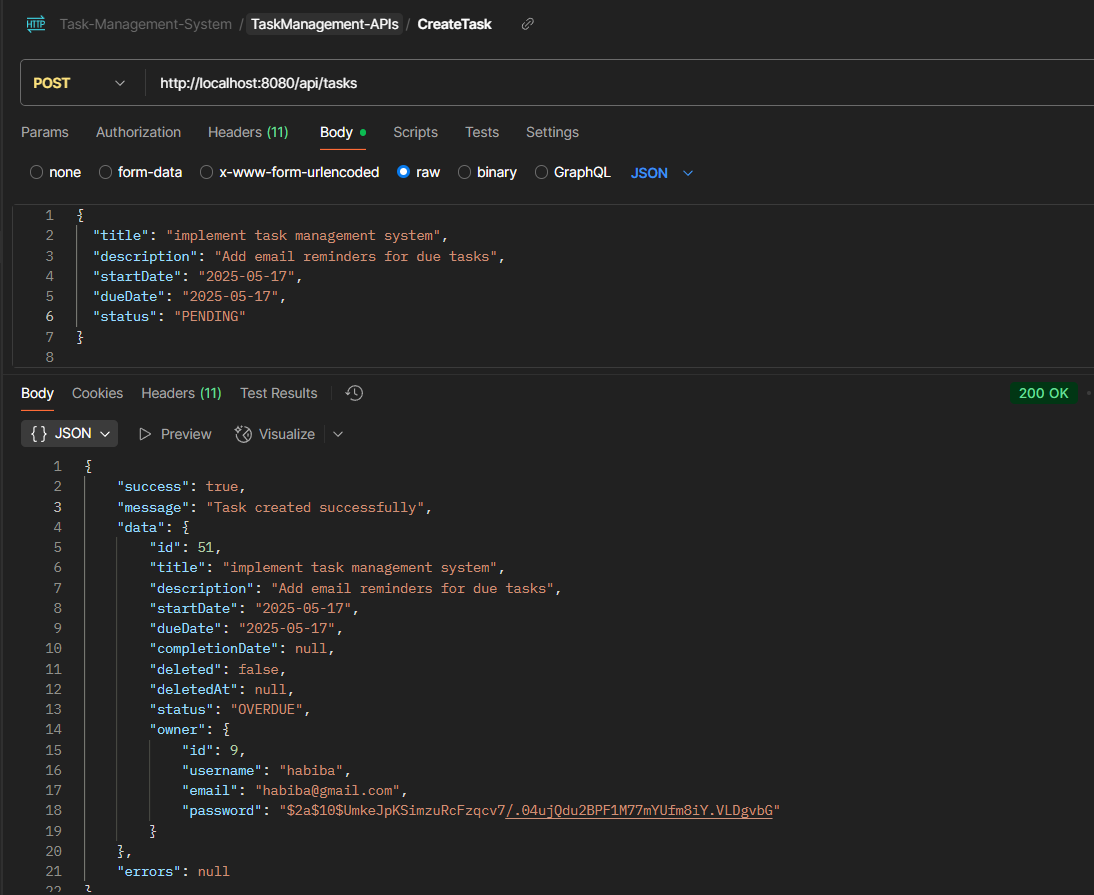 HTTP Task-Management-System / TaskManagement-APIs / CreateTask
POST http://localhost:8080/api/tasks
Params Authorization Headers (11) Body Scripts Tests Settings
none form-data x-www-form-urlencoded raw binary GraphQL JSON
1 {
2 "title": "implement task management system",
3 "description": "Add email reminders for due tasks",
4 "startDate": "2025-05-17",
5 "dueDate": "2025-05-17",
6 "status": "PENDING"
7 }
8
Body Cookies Headers (11) Test Results 200 OK
{} JSON Preview Visualize
1 {
2 "success": true,
3 "message": "Task created successfully",
4 "data": {
5 "id": 51,
6 "title": "implement task management system",
7 "description": "Add email reminders for due tasks",
8 "startDate": "2025-05-17",
9 "dueDate": "2025-05-17",
10 "completionDate": null,
11 "deleted": false,
12 "deletedAt": null,
13 "status": "OVERDUE",
14 "owner": {
15 "id": 9,
16 "username": "habiba",
17 "email": "habiba@gmail.com",
18 "password": "$2a$10$UmkeJpKSimzuRcFzqcv7/.04ujQdu2BPF1M77mYUfm8iY.VLDgvbG"
19 }
20 },
21 "errors": null
22 }